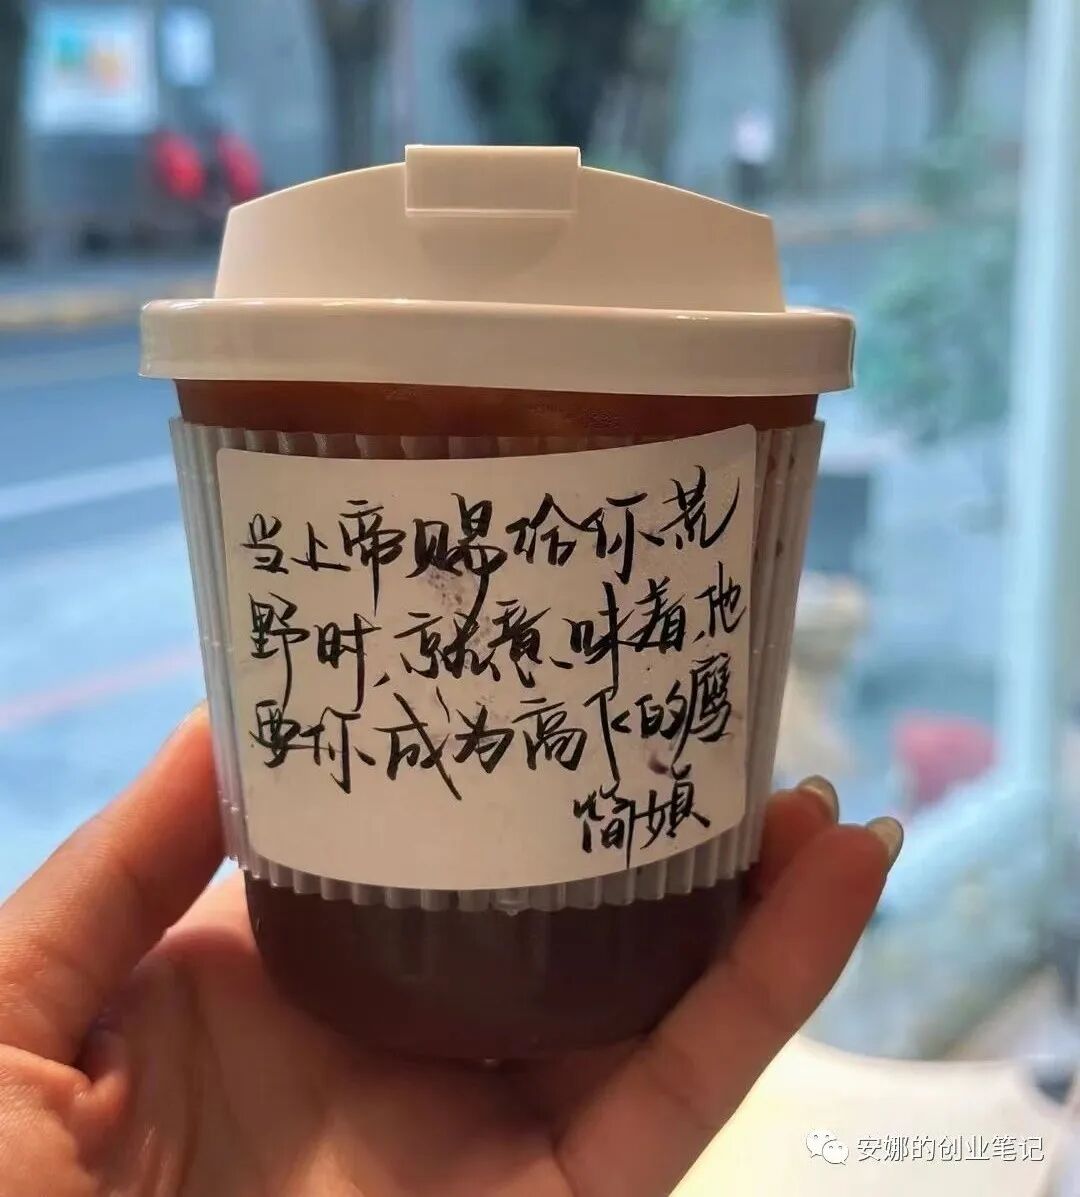 当上帝赐给你荒
野时,就意味着,他
要你成为高飞的鹰
简媜
安娜的创业笔记